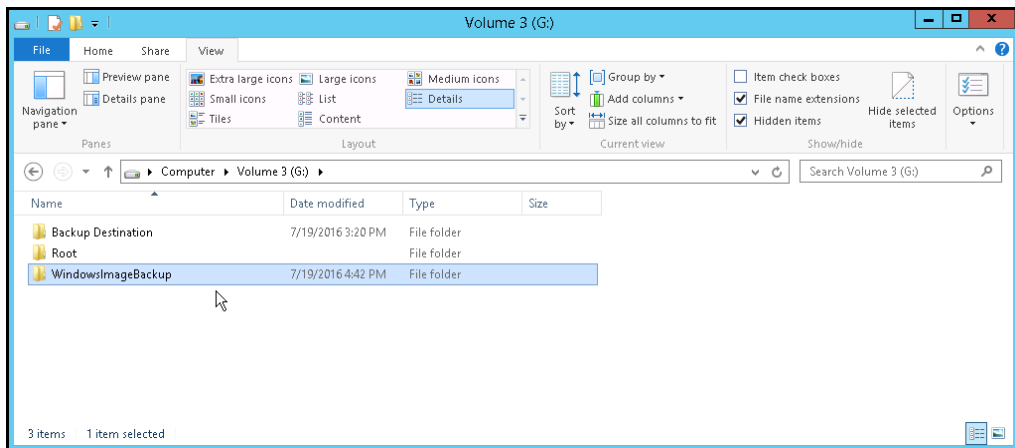 Volume 3 (G:)
File Home Share View
Preview pane
Details pane
Navigation pane
Panes
Extra large icons Large icons Medium icons
Small icons List Details
Tiles Content
Layout
Sort by
Group by
Add columns
Size all columns to fit
Current view
Item check boxes
File name extensions
Hidden items
Hide selected items
Show/hide
Options
Computer Volume 3 (G:)
Search Volume 3 (G:)
Name Date modified Type Size
Backup Destination 7/19/2016 3:20 PM File folder
Root File folder
WindowsImageBackup 7/19/2016 4:42 PM File folder
3 items 1 item selected